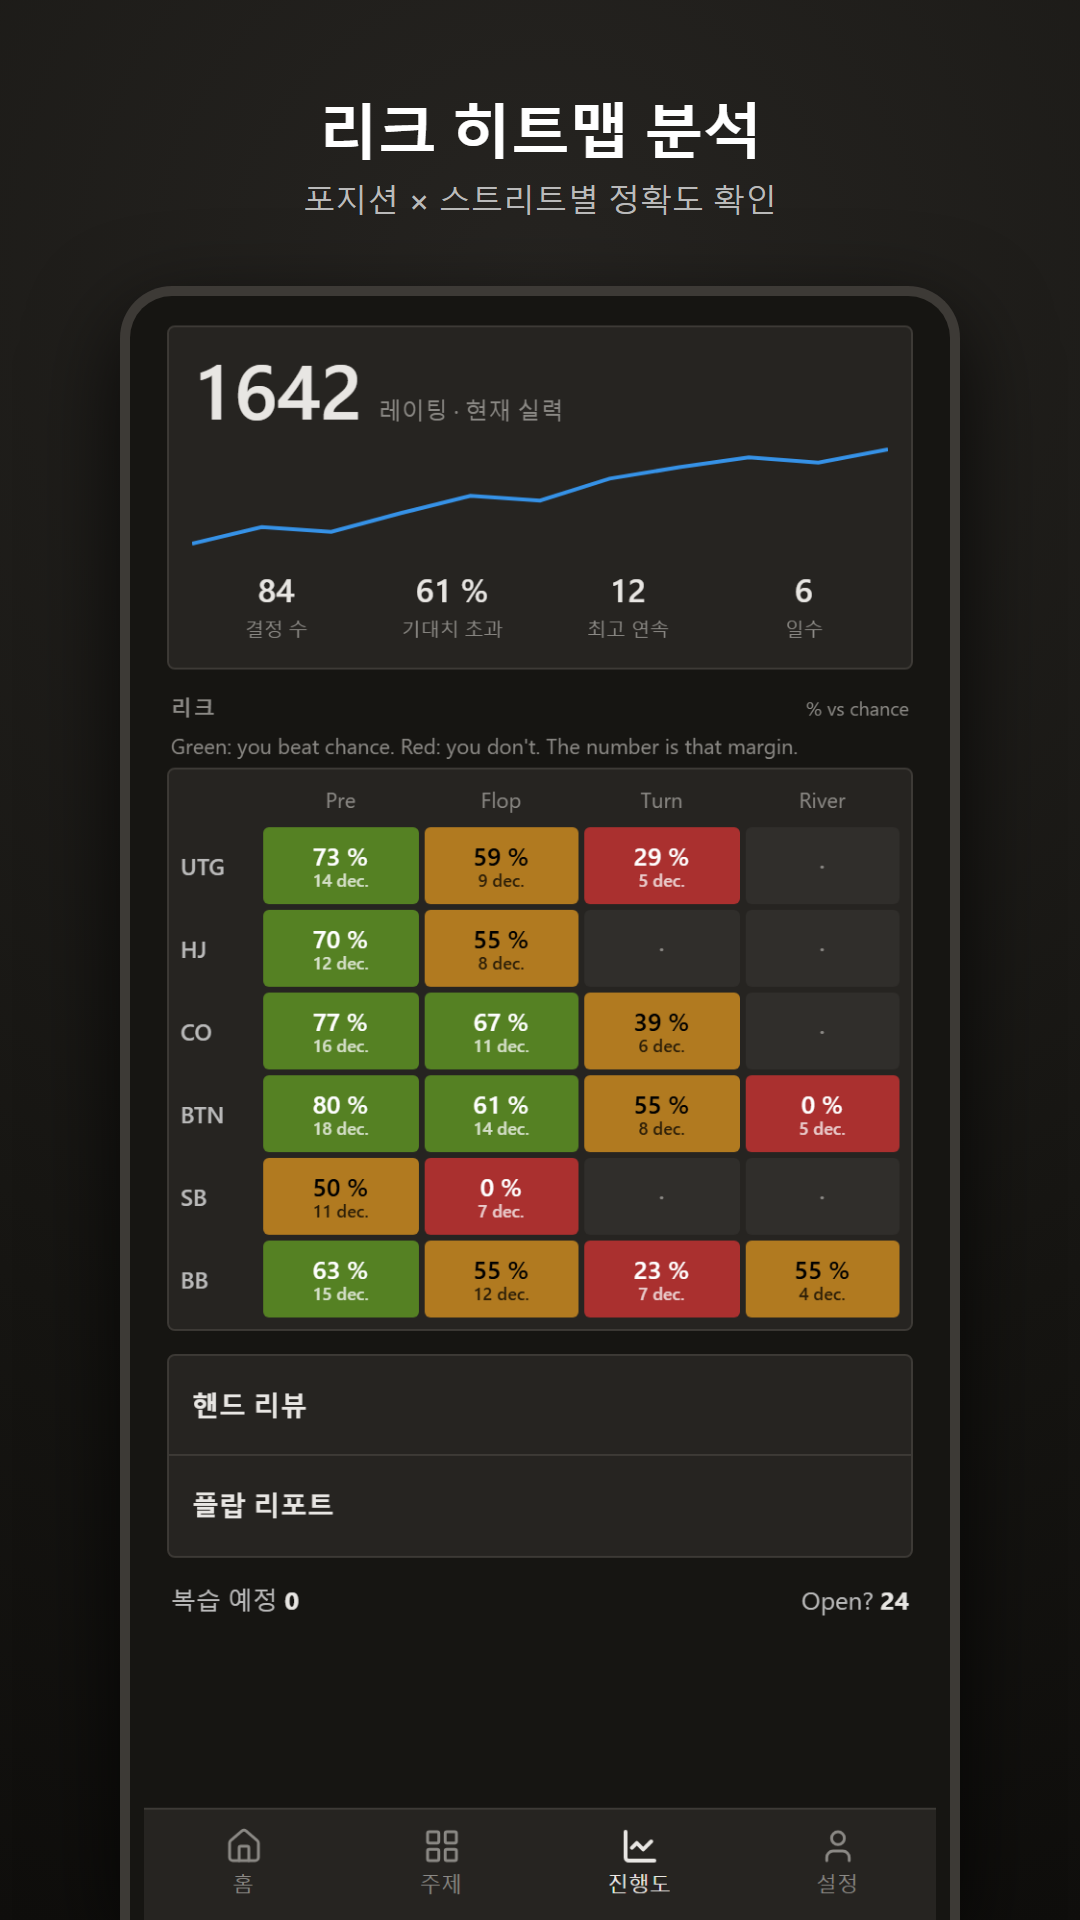 리크 히트맵 분석
포지션 × 스트리트별 정확도 확인
1642 레이팅 · 현재 실력
84 61 % 12 6
결정 수 기대치 초과 최고 연속 일수
리크 % vs chance
Green: you beat chance. Red: you don't. The number is that margin.
Pre Flop Turn River
UTG 73 % 59 % 29 % ·
14 dec. 9 dec. 5 dec.
HJ 70 % 55 % · ·
12 dec. 8 dec.
CO 77 % 67 % 39 % ·
16 dec. 11 dec. 6 dec.
BTN 80 % 61 % 55 % 0 %
18 dec. 14 dec. 8 dec. 5 dec.
SB 50 % 0 % · ·
11 dec. 7 dec.
BB 63 % 55 % 23 % 55 %
15 dec. 12 dec. 7 dec. 4 dec.
핸드 리뷰
플랍 리포트
복습 예정 0 Open? 24
홈 주제 진행도 설정